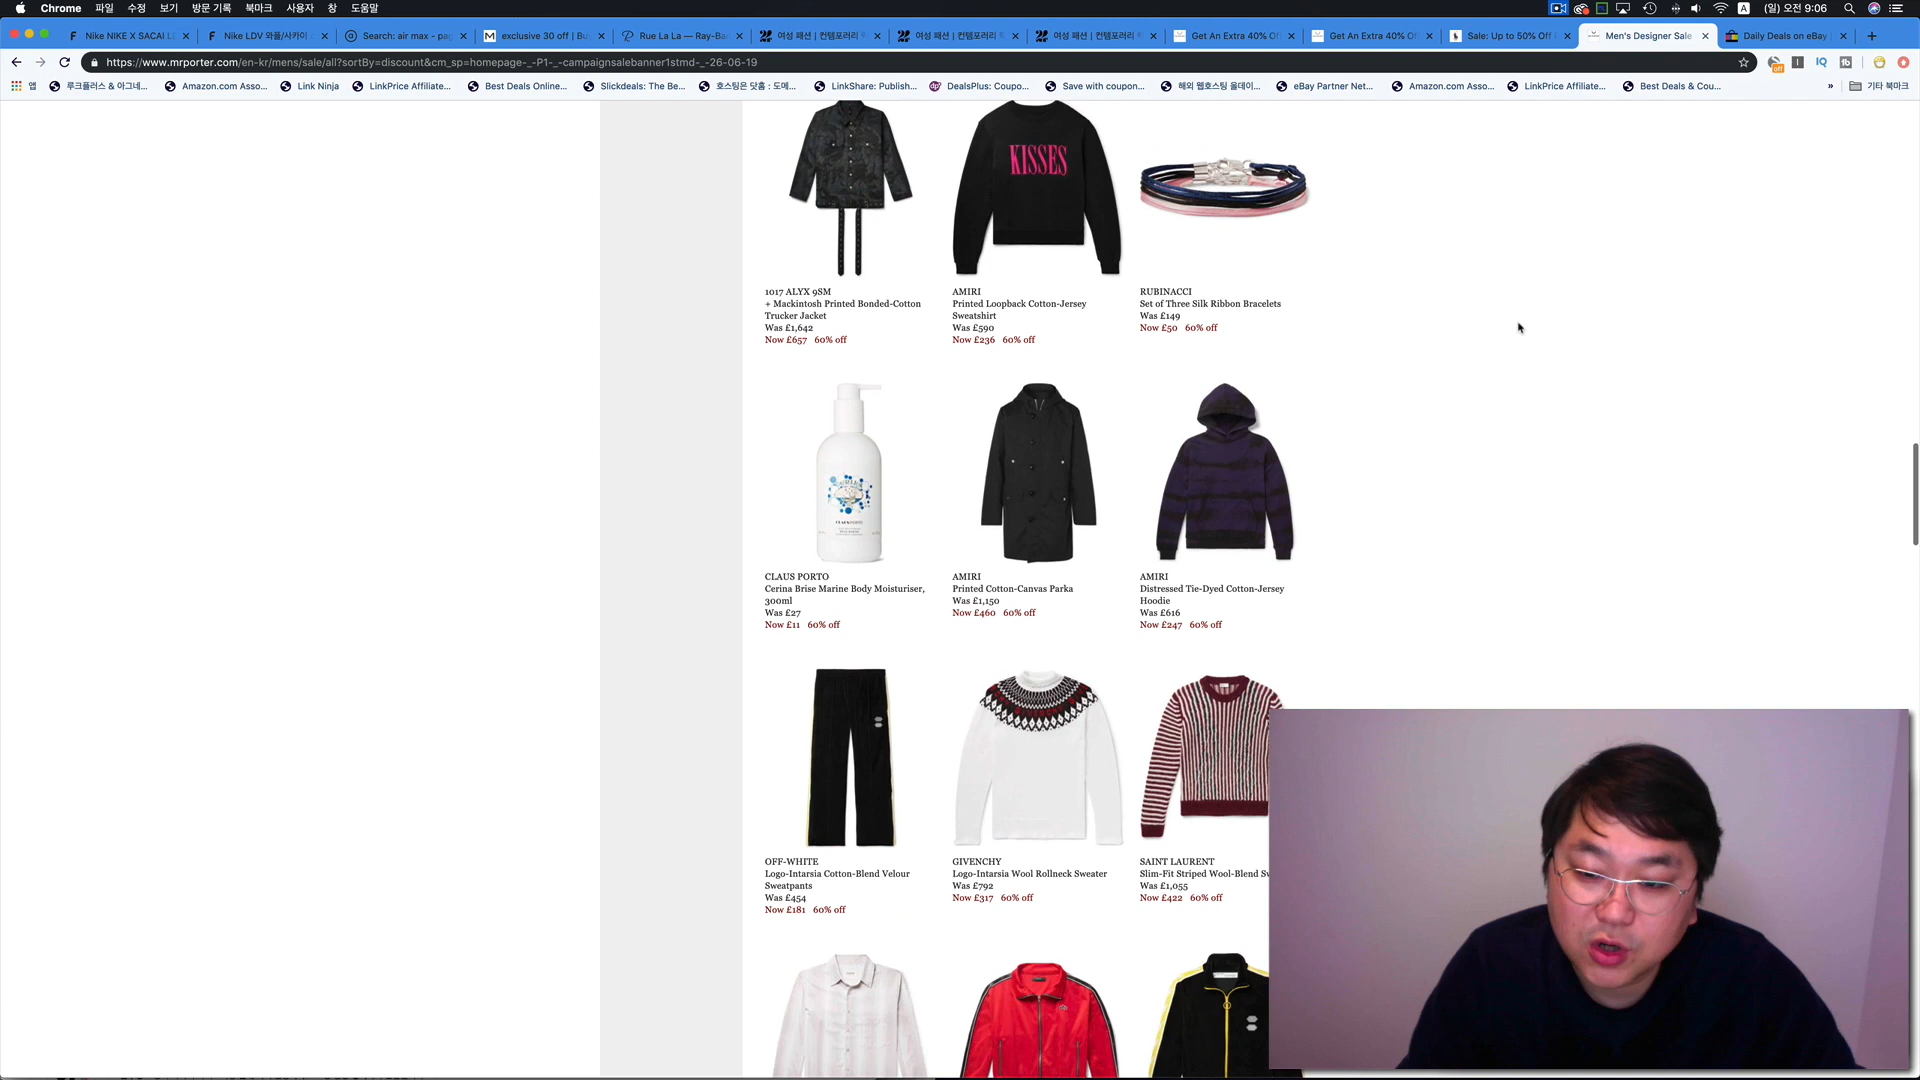 Chrome 파일 수정 보기 방문 기록 북마크 사용자 창 도움말
A (일) 오전 9:06
Nike NIKE X SACAI L
Nike LDV 와플/사카이
Search: air max - pa
exclusive 30 off | Bu
Rue La La — Ray-Ba
여성 패션 | 컨템포러리
여성 패션 | 컨템포러리
여성 패션 | 컨템포러리
Get An Extra 40% O
Get An Extra 40% O
Sale: Up to 50% Off
Men's Designer Sale
Daily Deals on eBay
https://www.mrporter.com/en-kr/mens/sale/all?sortBy=discount&cm_sp=homepage-_-P1-_-campaignsalebanner1stmd-_-26-06-19
off
IQ
앱
루크플러스 & 아그네...
Amazon.com Asso...
Link Ninja
LinkPrice Affiliate...
Best Deals Online...
Slickdeals: The Be...
호스팅은 닷홈 : 도메...
LinkShare: Publish...
DealsPlus: Coupo...
Save with coupon...
해외 웹호스팅 올데이...
eBay Partner Net...
Amazon.com Asso...
LinkPrice Affiliate...
Best Deals & Cou...
»
기타 북마크
KISSES
1017 ALYX 9SM
+ Mackintosh Printed Bonded-Cotton
Trucker Jacket
Was £1,642
Now £657 60% off
AMIRI
Printed Loopback Cotton-Jersey
Sweatshirt
Was £590
Now £236 60% off
RUBINACCI
Set of Three Silk Ribbon Bracelets
Was £149
Now £50 60% off
CLAUS PORTO
Cerina Brise Marine Body Moisturiser,
300ml
Was £27
Now £11 60% off
AMIRI
Printed Cotton-Canvas Parka
Was £1,150
Now £460 60% off
AMIRI
Distressed Tie-Dyed Cotton-Jersey
Hoodie
Was £616
Now £247 60% off
OFF-WHITE
Logo-Intarsia Cotton-Blend Velour
Sweatpants
Was £454
Now £181 60% off
GIVENCHY
Logo-Intarsia Wool Rollneck Sweater
Was £792
Now £317 60% off
SAINT LAURENT
Slim-Fit Striped Wool-Blend Sw
Was £1,055
Now £422 60% off